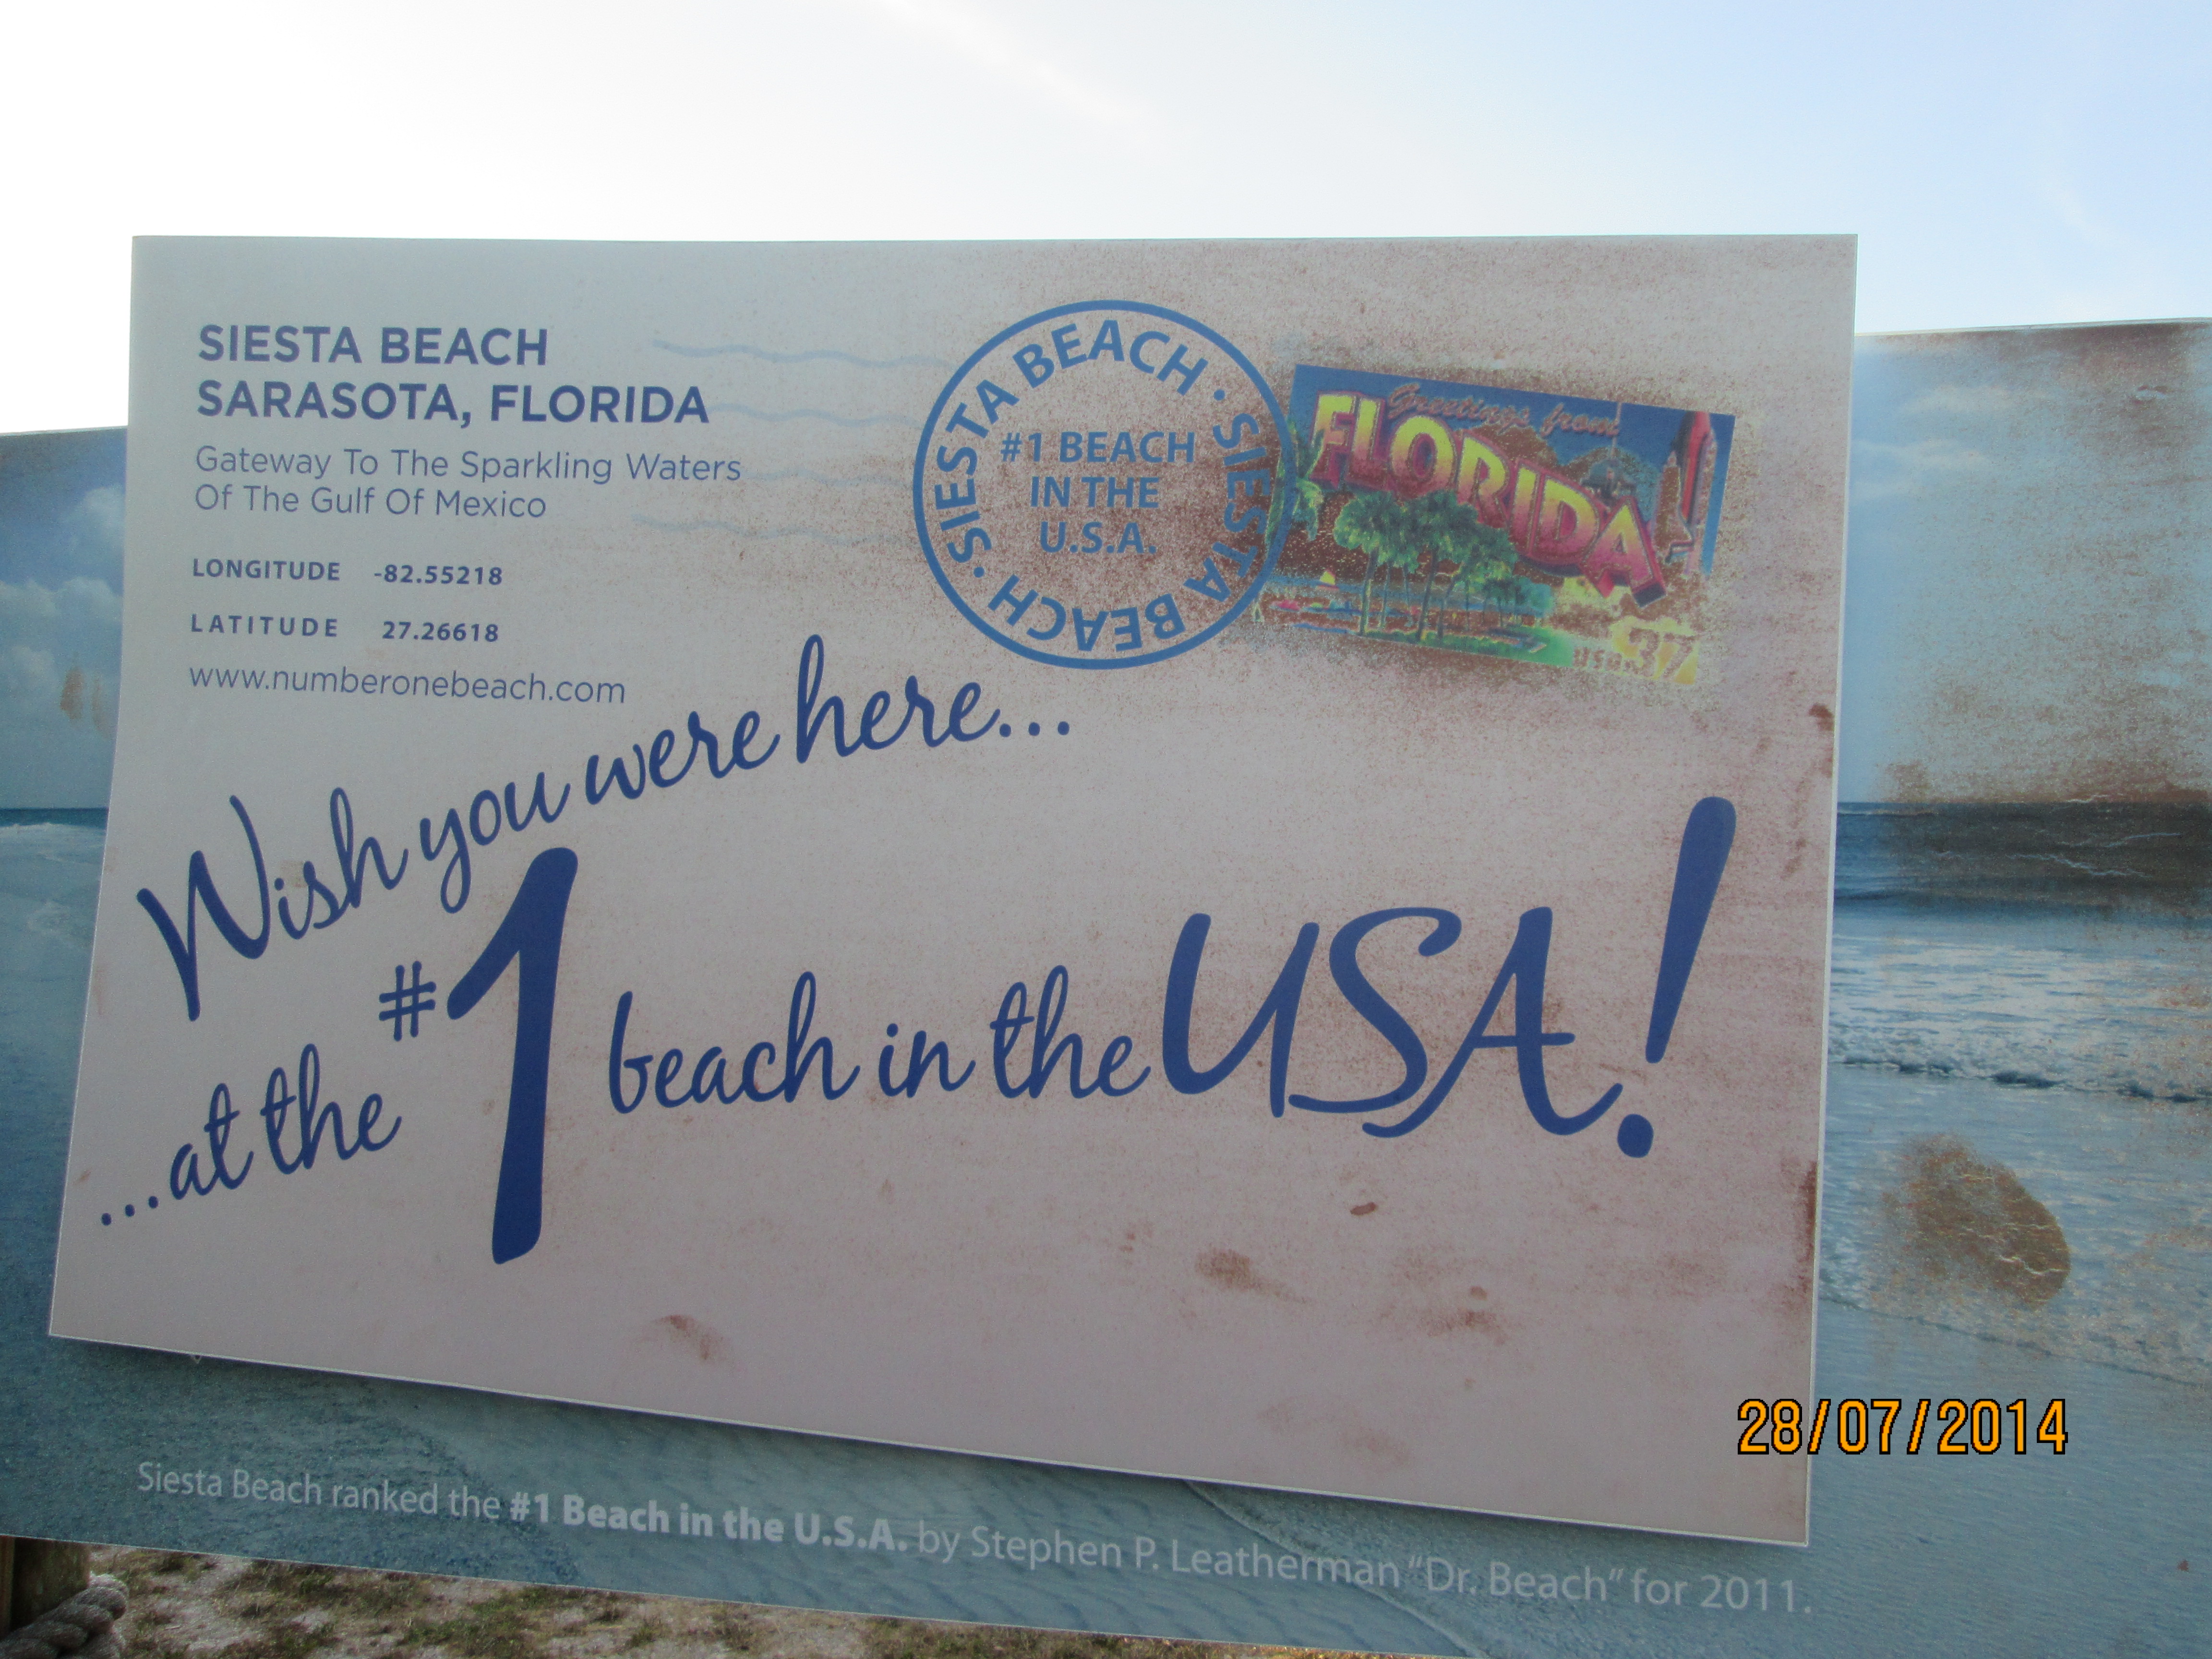 SIESTA BEACH
SARASOTA, FLORIDA
Gateway To The Sparkling Waters
Of The Gulf Of Mexico
LONGITUDE -82.55218
LATITUDE 27.26618
www.numberonebeach.com
SIESTA BEACH · SIESTA BEACH ·
#1 BEACH
IN THE
U.S.A.
Greetings from
FLORIDA
USA 37
Wish you were here...
...at the #1 beach in the USA!
28/07/2014
Siesta Beach ranked the #1 Beach in the U.S.A. by Stephen P. Leatherman "Dr. Beach" for 2011.